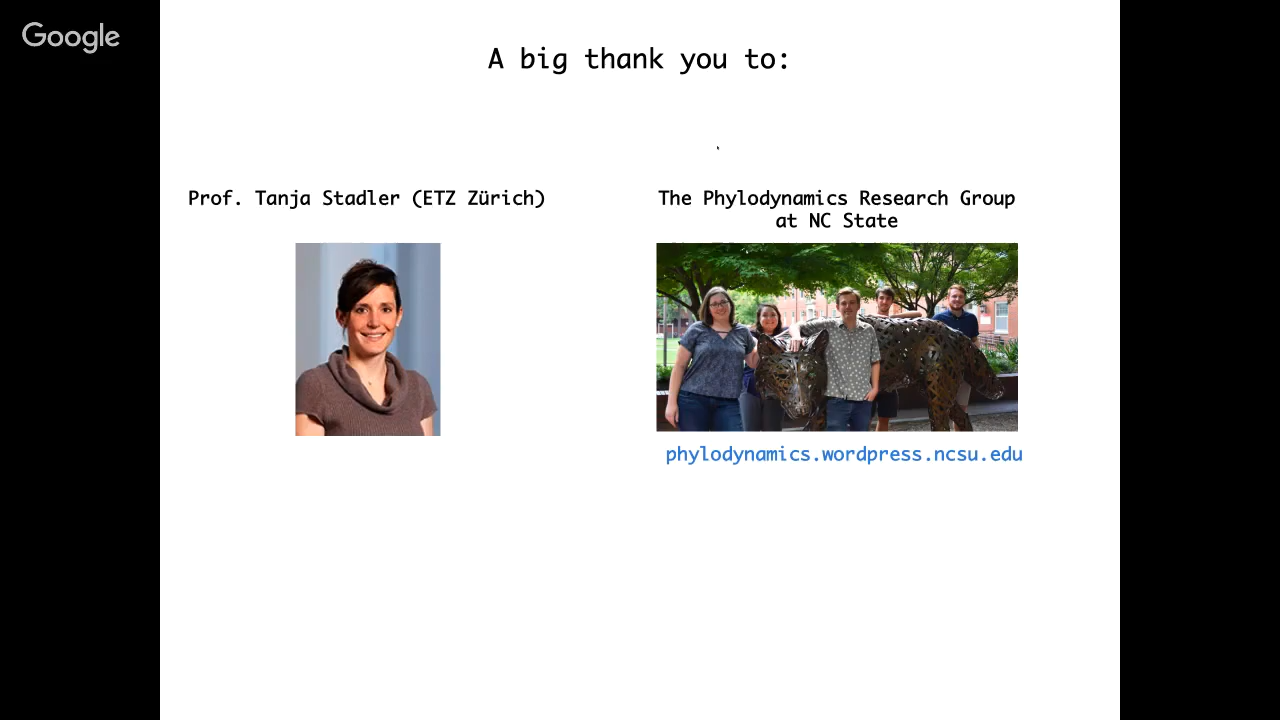 Google
A big thank you to:
Prof. Tanja Stadler (ETZ Zürich)
The Phylodynamics Research Group
at NC State
phylodynamics.wordpress.ncsu.edu